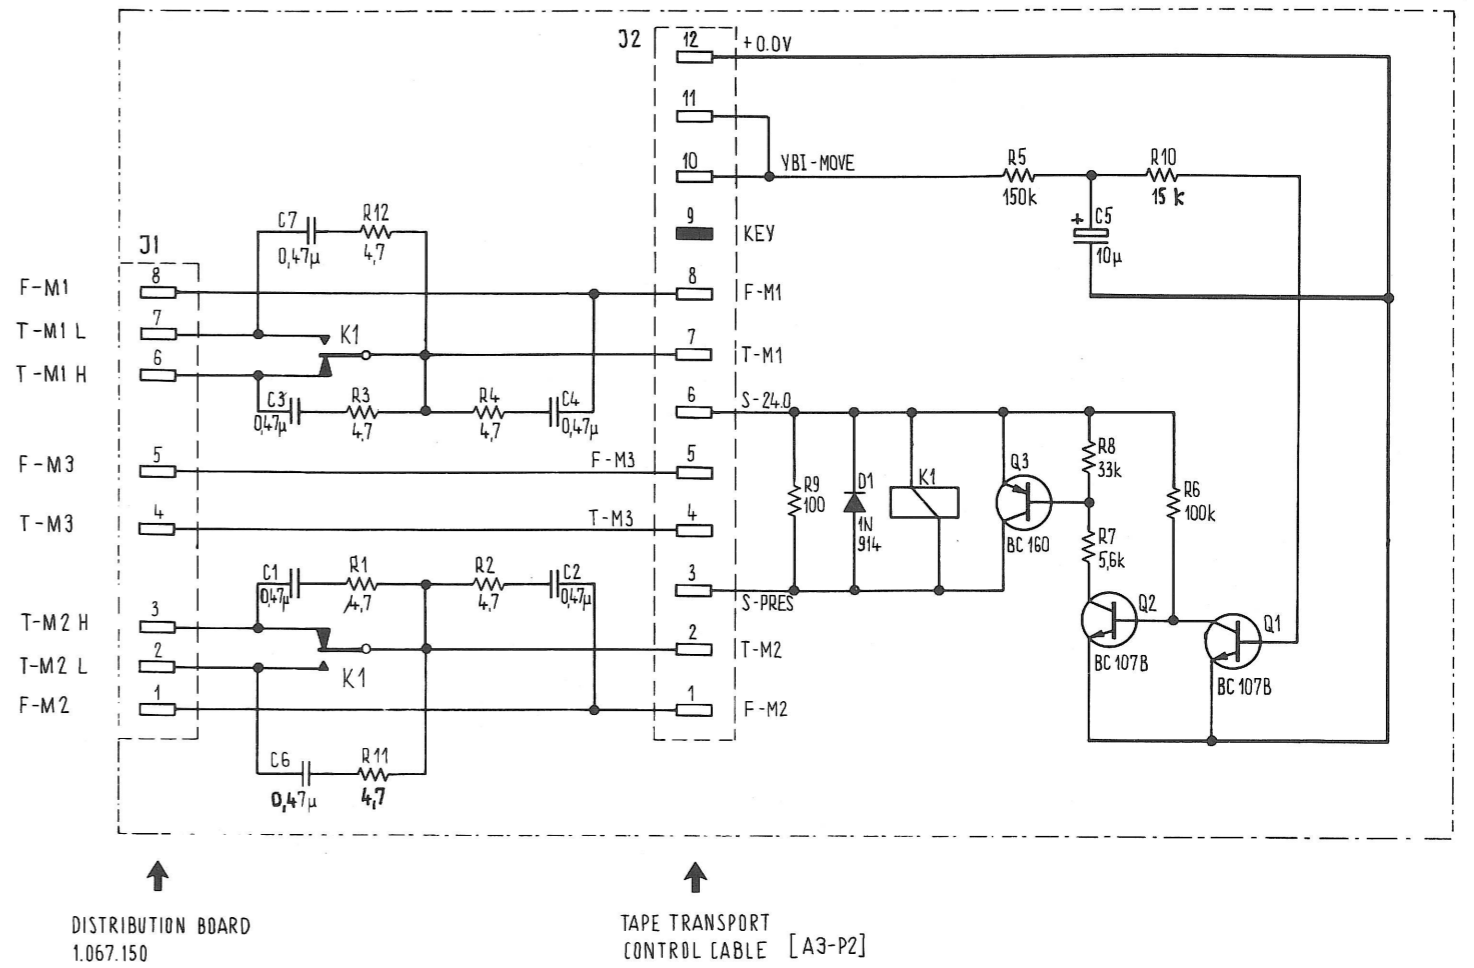 J2
12
+0.0V
11
10
YBI-MOVE
R5
150k
R10
15 k
+
C5
10µ
9
KEY
J1
C7
0,47µ
R12
4,7
F-M1
8
8
F-M1
T-M1 L
7
K1
7
T-M1
T-M1 H
6
C3
0,47µ
R3
4,7
R4
4,7
C4
0,47µ
6
S-24.0
F-M3
5
F-M3
5
R9
100
D1
1N
914
K1
Q3
BC 160
R8
33k
R6
100k
T-M3
4
T-M3
4
R7
5,6k
C1
0,47µ
R1
4,7
R2
4,7
C2
0,47µ
3
S-PRES
T-M2 H
3
Q2
BC 107B
Q1
BC 107B
2
T-M2
T-M2 L
2
K1
F-M2
1
1
F-M2
C6
0,47µ
R11
4,7
DISTRIBUTION BOARD
1.067.150
TAPE TRANSPORT
CONTROL CABLE [A3-P2]